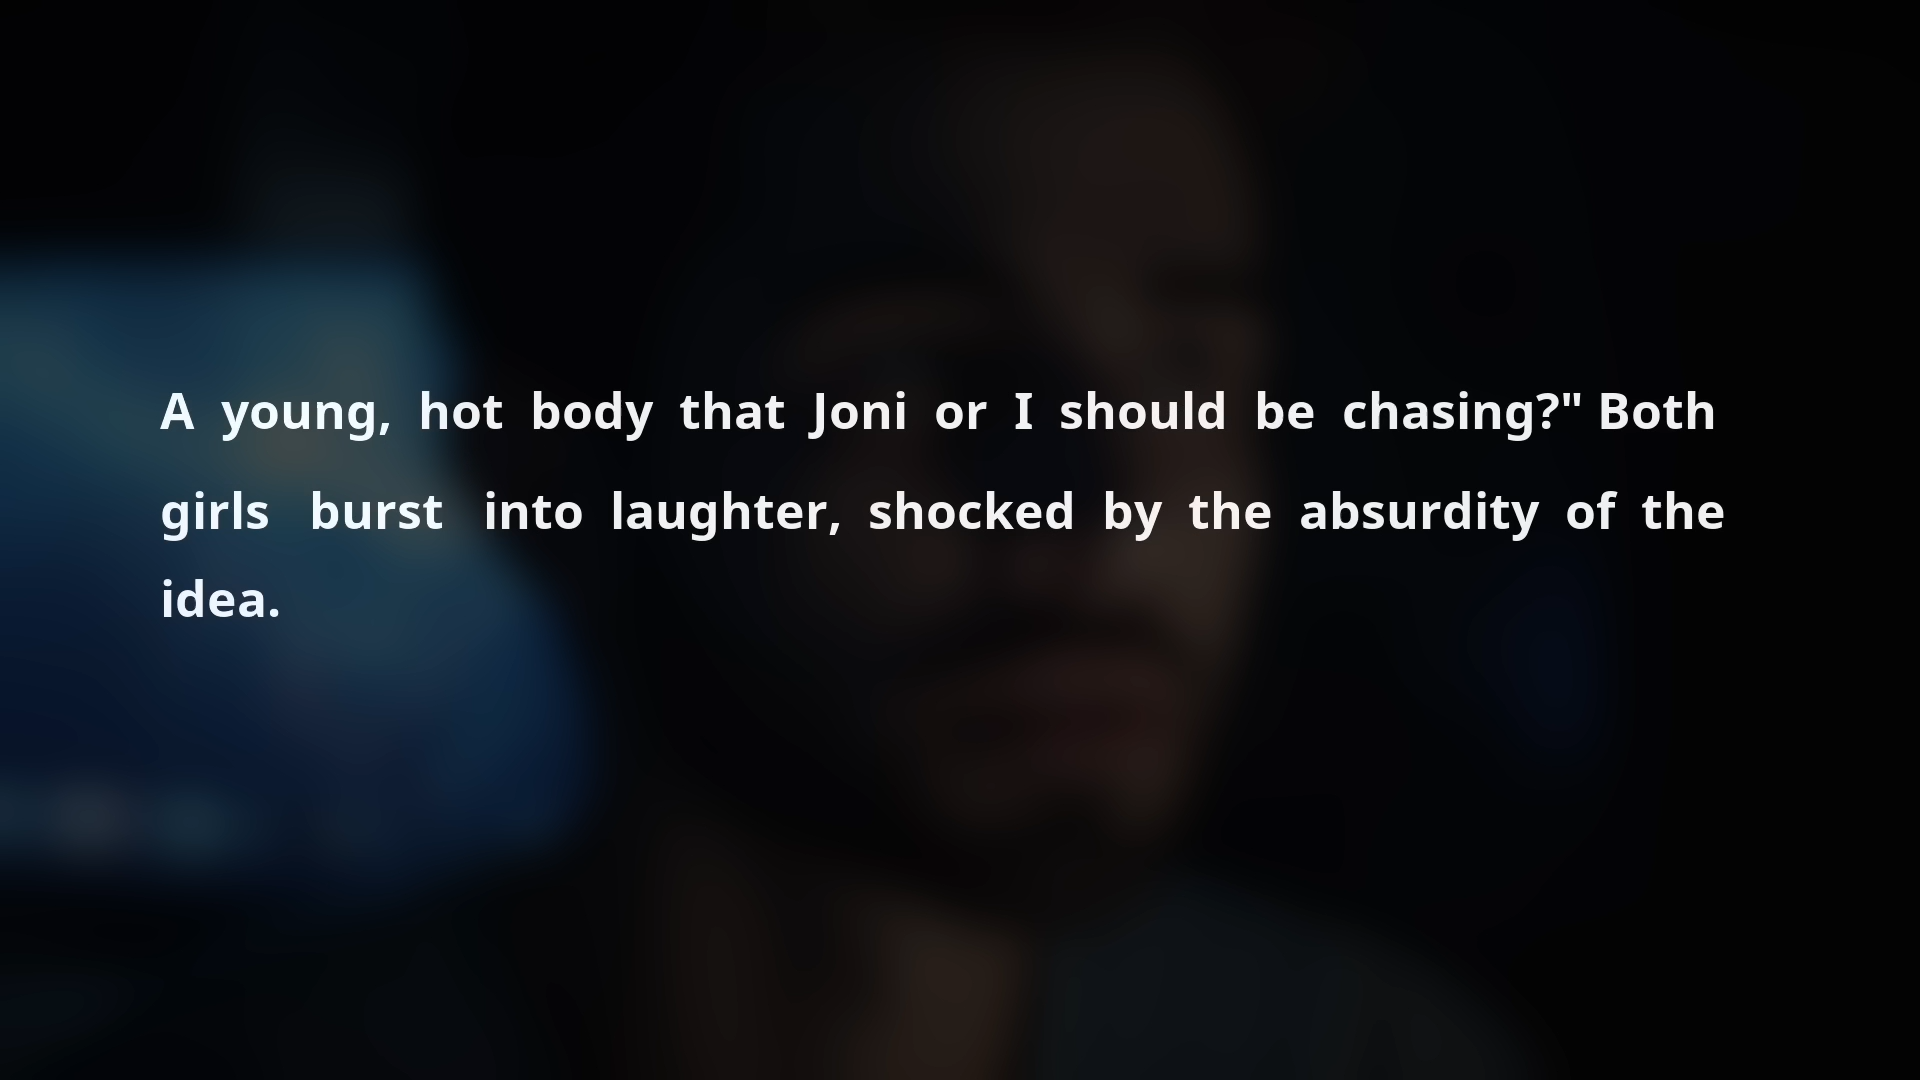 A young, hot body that Joni or I should be chasing?" Both
girls burst into laughter, shocked by the absurdity of the
idea.